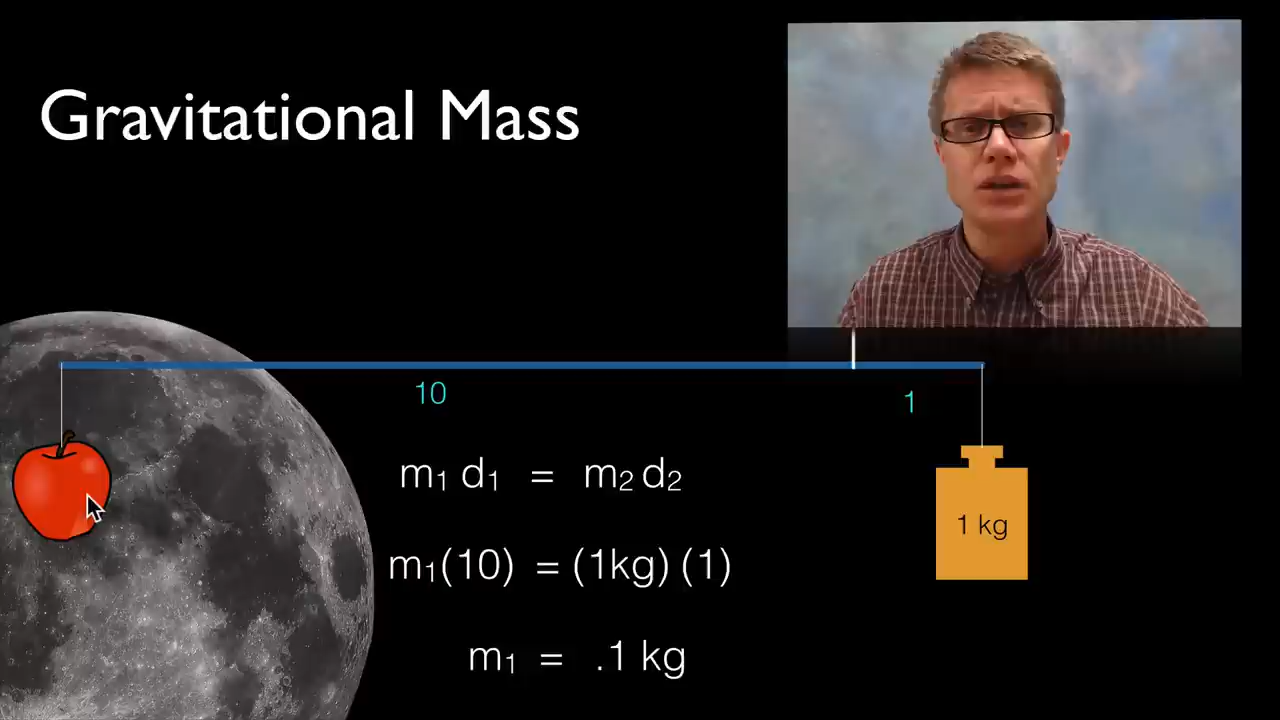 Gravitational Mass
10
1
m₁ d₁ = m₂ d₂
m₁(10) = (1kg) (1)
1 kg
m₁ = .1 kg